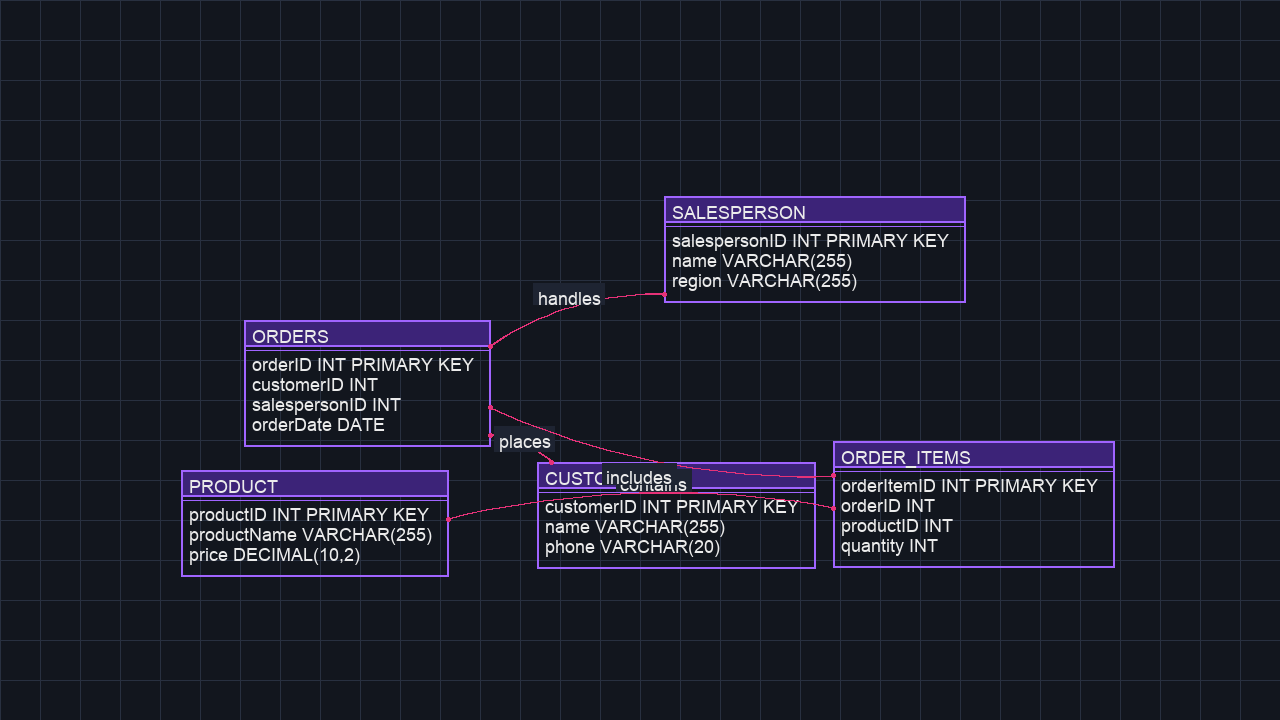 SALESPERSON
salespersonID INT PRIMARY KEY
name VARCHAR(255)
region VARCHAR(255)
handles
ORDERS
orderID INT PRIMARY KEY
customerID INT
salespersonID INT
orderDate DATE
places
PRODUCT
productID INT PRIMARY KEY
productName VARCHAR(255)
price DECIMAL(10,2)
includes
customerID INT PRIMARY KEY
name VARCHAR(255)
phone VARCHAR(20)
ORDER_ITEMS
orderItemID INT PRIMARY KEY
orderID INT
productID INT
quantity INT